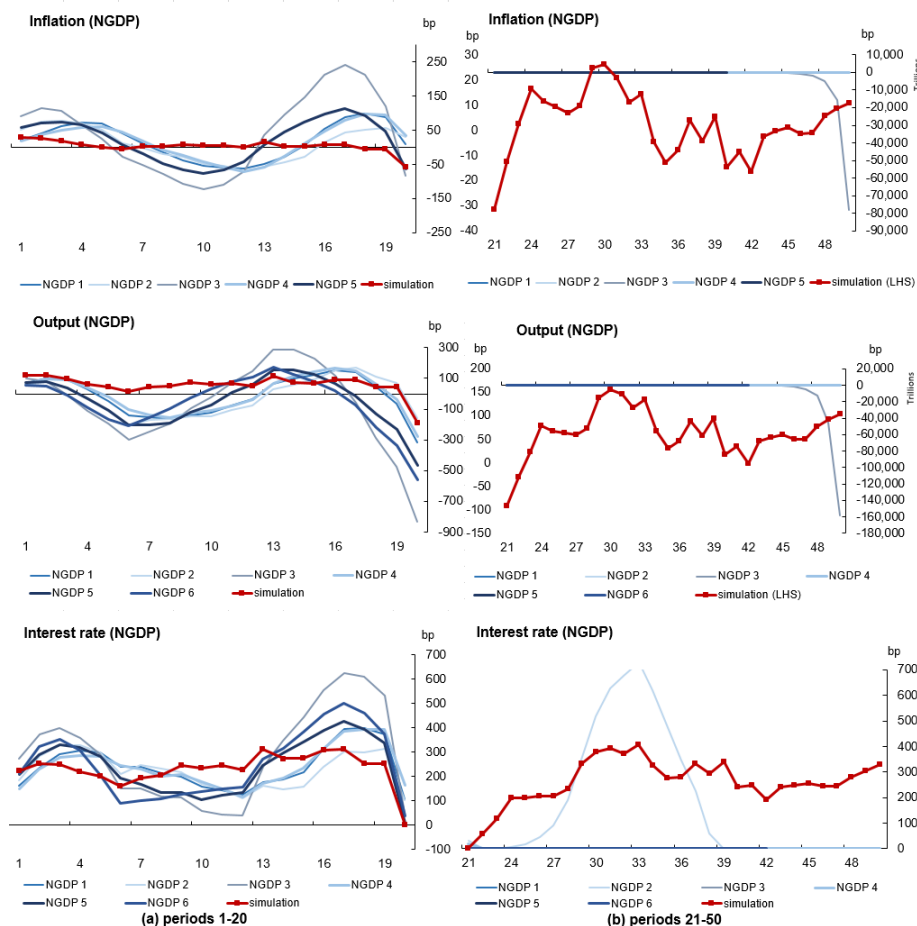 Inflation (NGDP)
bp
250
150
50
-50
-150
-250
1 4 7 10 13 16 19
NGDP 1 NGDP 2 NGDP 3 NGDP 4 NGDP 5 simulation
Inflation (NGDP)
bp bp
30
20
10
0
-10
-20
-30
-40
10,000
0
-10,000
-20,000
-30,000
-40,000
-50,000
-60,000
-70,000
-80,000
-90,000
Trillions
21 24 27 30 33 36 39 42 45 48
NGDP 1 NGDP 2 NGDP 3 NGDP 4 NGDP 5 simulation (LHS)
Output (NGDP)
bp
300
100
-100
-300
-500
-700
-900
1 4 7 10 13 16 19
NGDP 1 NGDP 2 NGDP 3 NGDP 4
NGDP 5 NGDP 6 simulation
Output (NGDP)
bp bp
200
150
100
50
0
-50
-100
-150
20,000
0
-20,000
-40,000
-60,000
-80,000
-100,000
-120,000
-140,000
-160,000
-180,000
Trillions
21 24 27 30 33 36 39 42 45 48
NGDP 1 NGDP 2 NGDP 3 NGDP 4
NGDP 5 NGDP 6 simulation (LHS)
Interest rate (NGDP)
bp
700
600
500
400
300
200
100
0
-100
1 4 7 10 13 16 19
NGDP 1 NGDP 2 NGDP 3 NGDP 4
NGDP 5 NGDP 6 simulation
(a) periods 1-20
Interest rate (NGDP)
bp
700
600
500
400
300
200
100
0
21 24 27 30 33 36 39 42 45 48
NGDP 1 NGDP 2 NGDP 3 NGDP 4
NGDP 5 NGDP 6 simulation
(b) periods 21-50